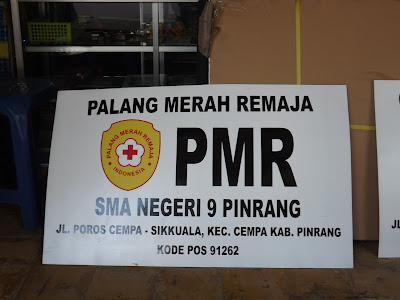 PALANG MERAH REMAJA
PALANG MERAH REMAJA
INDONESIA
PMR
SMA NEGERI 9 PINRANG
JL. POROS CEMPA - SIKKUALA, KEC. CEMPA KAB. PINRANG
KODE POS 91262